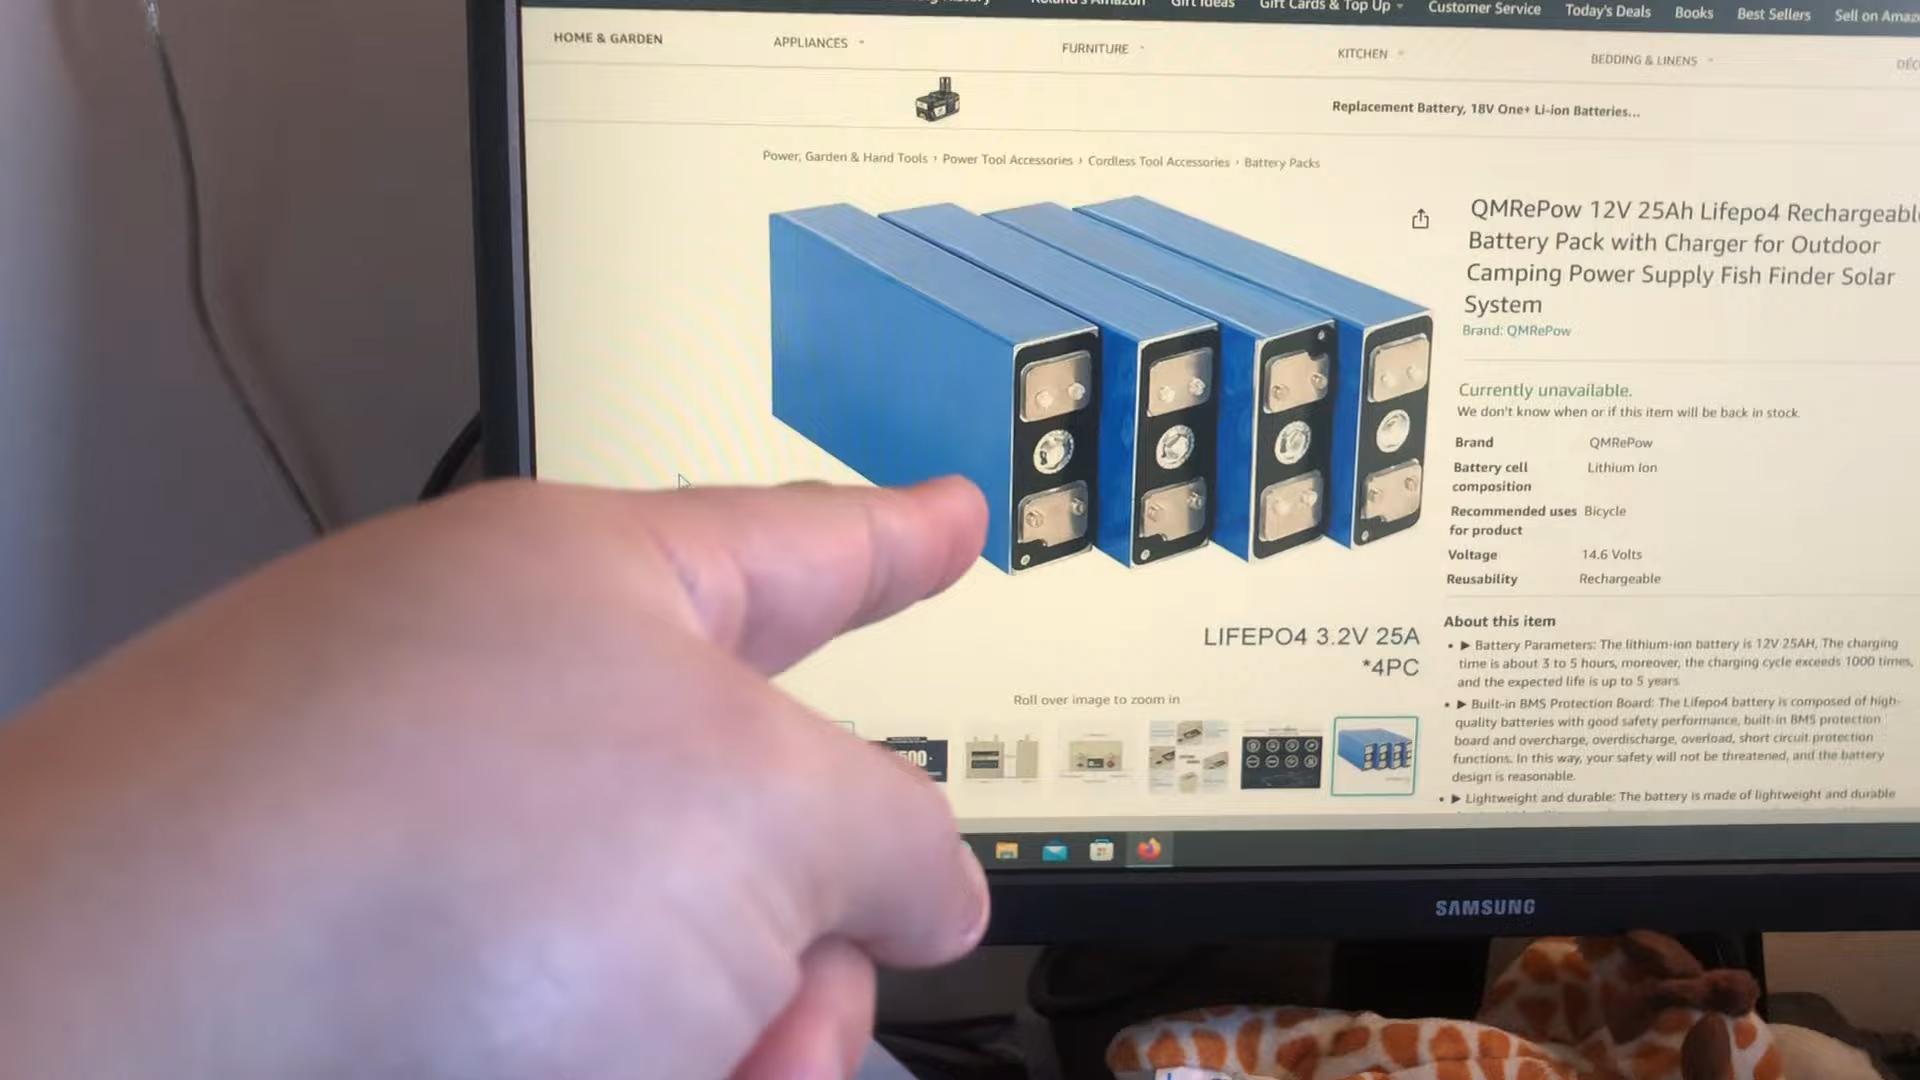 Gift Ideas
Gift Cards & Top Up
Customer Service
Today's Deals
Books
Best Sellers
Sell on
HOME & GARDEN
APPLIANCES
FURNITURE
KITCHEN
BEDDING & LINENS
Replacement Battery, 18V One+ Li-ion Batteries...
Power, Garden & Hand Tools › Power Tool Accessories › Cordless Tool Accessories › Battery Packs
QMRePow 12V 25Ah Lifepo4
Battery Pack with Charger for Outdoor
Camping Power Supply Fish Finder Solar
System
Brand: QMRePow
Currently unavailable.
We don't know when or if this item will be back in stock.
Brand QMRePow
Battery cell Lithium Ion
composition
Recommended uses Bicycle
for product
Voltage 14.6 Volts
Reusability Rechargeable
About this item
• ► Battery Parameters: The lithium-ion battery is 12V 25AH, The charging
time is about 3 to 5 hours, moreover, the charging cycle exceeds 1000 times,
and the expected life is up to 5 years.
• ► Built-in BMS Protection Board: The Lifepo4 battery is composed of high-
quality batteries with good safety performance, built-in BMS protection
board and overcharge, overdischarge, overload, short circuit protection
functions. In this way, your safety will not be threatened, and the battery
design is reasonable.
• ► Lightweight and durable: The battery is made of lightweight and durable
LIFEPO4 3.2V 25A
*4PC
Roll over image to zoom in
SAMSUNG